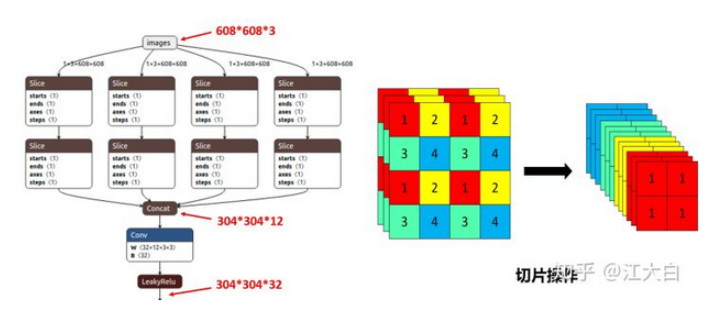 608*608*3
images
1×3×608×608 1×3×608×608 1×3×608×608 1×3×608×608
Slice Slice Slice Slice
starts ⟨1⟩ starts ⟨1⟩ starts ⟨1⟩ starts ⟨1⟩
ends ⟨1⟩ ends ⟨1⟩ ends ⟨1⟩ ends ⟨1⟩
axes ⟨1⟩ axes ⟨1⟩ axes ⟨1⟩ axes ⟨1⟩
steps ⟨1⟩ steps ⟨1⟩ steps ⟨1⟩ steps ⟨1⟩
Slice Slice Slice Slice
starts ⟨1⟩ starts ⟨1⟩ starts ⟨1⟩ starts ⟨1⟩
ends ⟨1⟩ ends ⟨1⟩ ends ⟨1⟩ ends ⟨1⟩
axes ⟨1⟩ axes ⟨1⟩ axes ⟨1⟩ axes ⟨1⟩
steps ⟨1⟩ steps ⟨1⟩ steps ⟨1⟩ steps ⟨1⟩
Concat
304*304*12
Conv
W ⟨32×12×3×3⟩
B ⟨32⟩
LeakyRelu
304*304*32
1 2 1 2
3 4 3 4
1 2 1 2
3 4 3 4
1 1
1 1
切片操作
知乎 @江大白